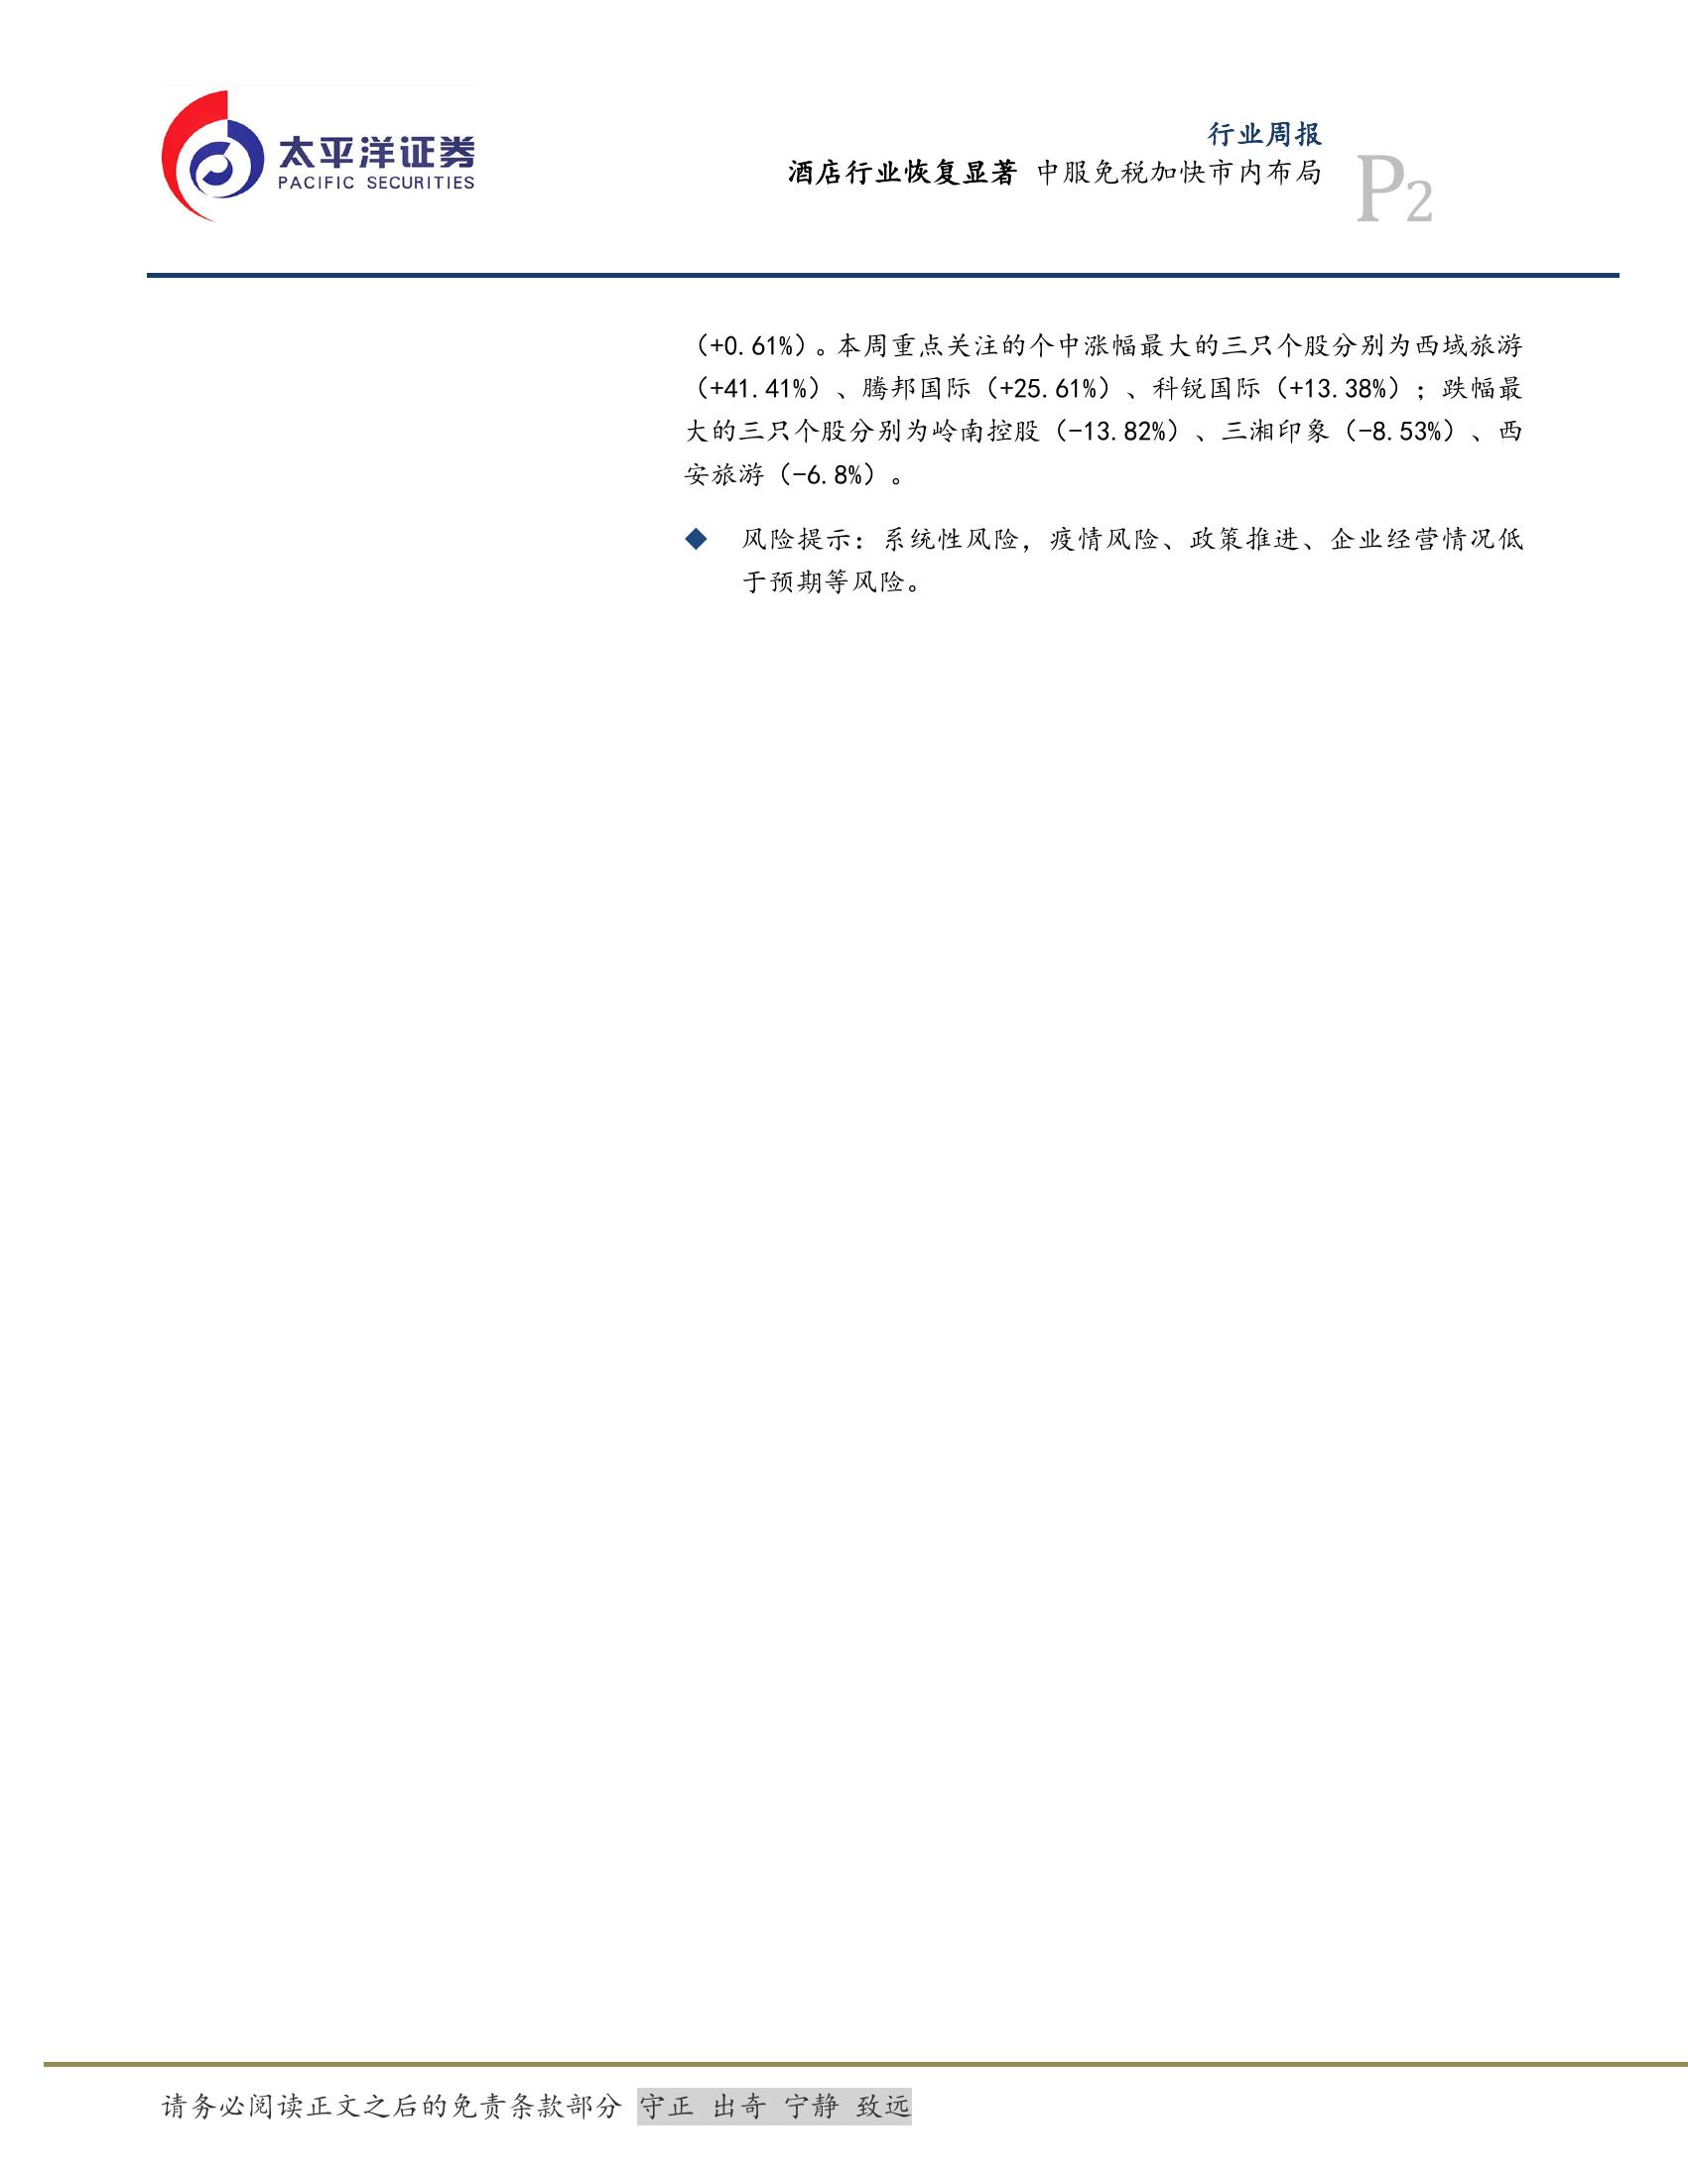 太平洋证券
PACIFIC SECURITIES
行业周报
酒店行业恢复显著 中服免税加快市内布局
P2
（+0.61%）。本周重点关注的个中涨幅最大的三只个股分别为西域旅游
（+41.41%）、腾邦国际（+25.61%）、科锐国际（+13.38%）；跌幅最
大的三只个股分别为岭南控股（-13.82%）、三湘印象（-8.53%）、西
安旅游（-6.8%）。
◆ 风险提示：系统性风险，疫情风险、政策推进、企业经营情况低
于预期等风险。
请务必阅读正文之后的免责条款部分 守正 出奇 宁静 致远